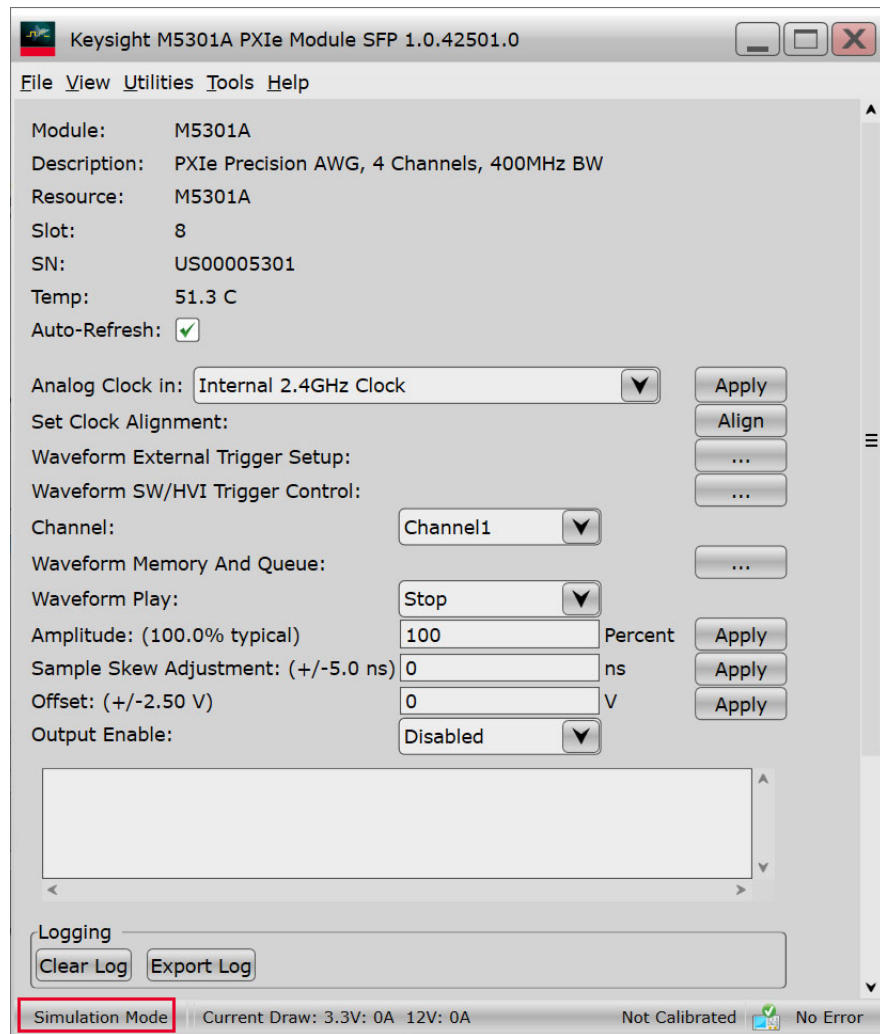 Keysight M5301A PXIe Module SFP 1.0.42501.0
File View Utilities Tools Help
Module: M5301A
Description: PXIe Precision AWG, 4 Channels, 400MHz BW
Resource: M5301A
Slot: 8
SN: US00005301
Temp: 51.3 C
Auto-Refresh:
Analog Clock in: Internal 2.4GHz Clock Apply
Set Clock Alignment: Align
Waveform External Trigger Setup: ...
Waveform SW/HVI Trigger Control: ...
Channel: Channel1
Waveform Memory And Queue: ...
Waveform Play: Stop
Amplitude: (100.0% typical) 100 Percent Apply
Sample Skew Adjustment: (+/-5.0 ns) 0 ns Apply
Offset: (+/-2.50 V) 0 V Apply
Output Enable: Disabled
Logging
Clear Log Export Log
Simulation Mode Current Draw: 3.3V: 0A 12V: 0A Not Calibrated No Error